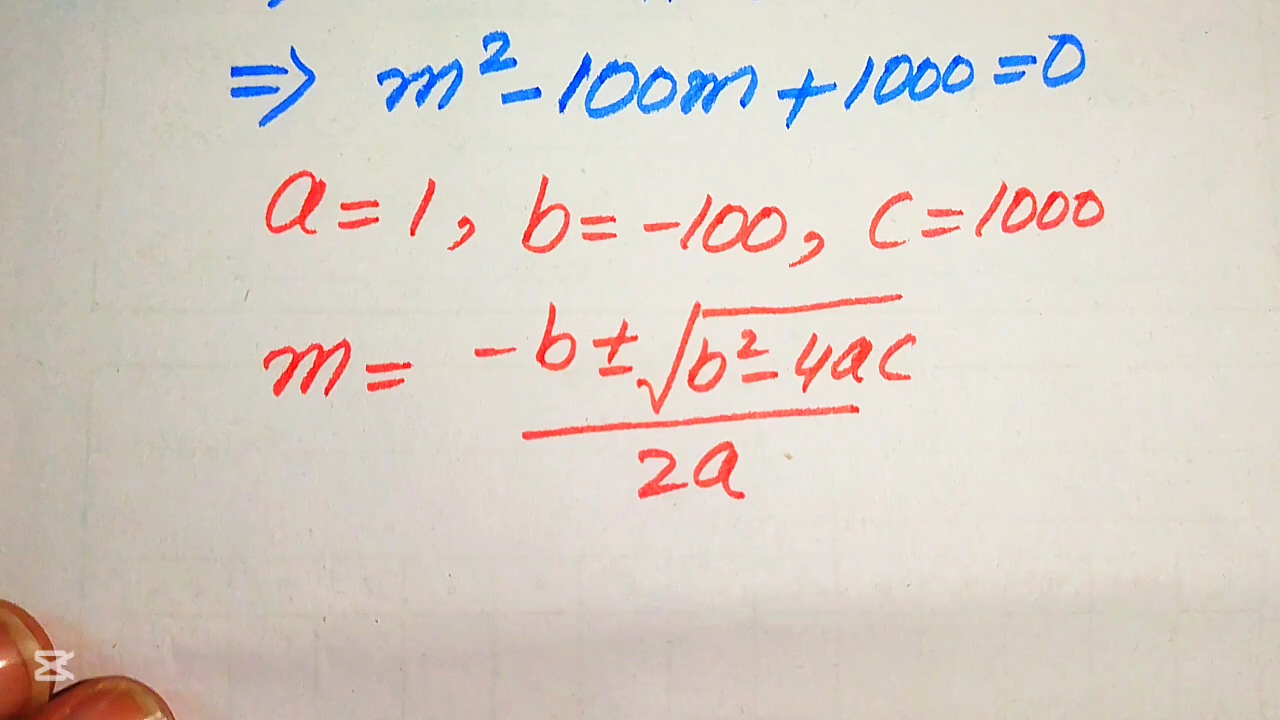 => m² - 100m + 1000 = 0
a = 1, b = -100, c = 1000
m = -b ± √b² - 4ac
2a